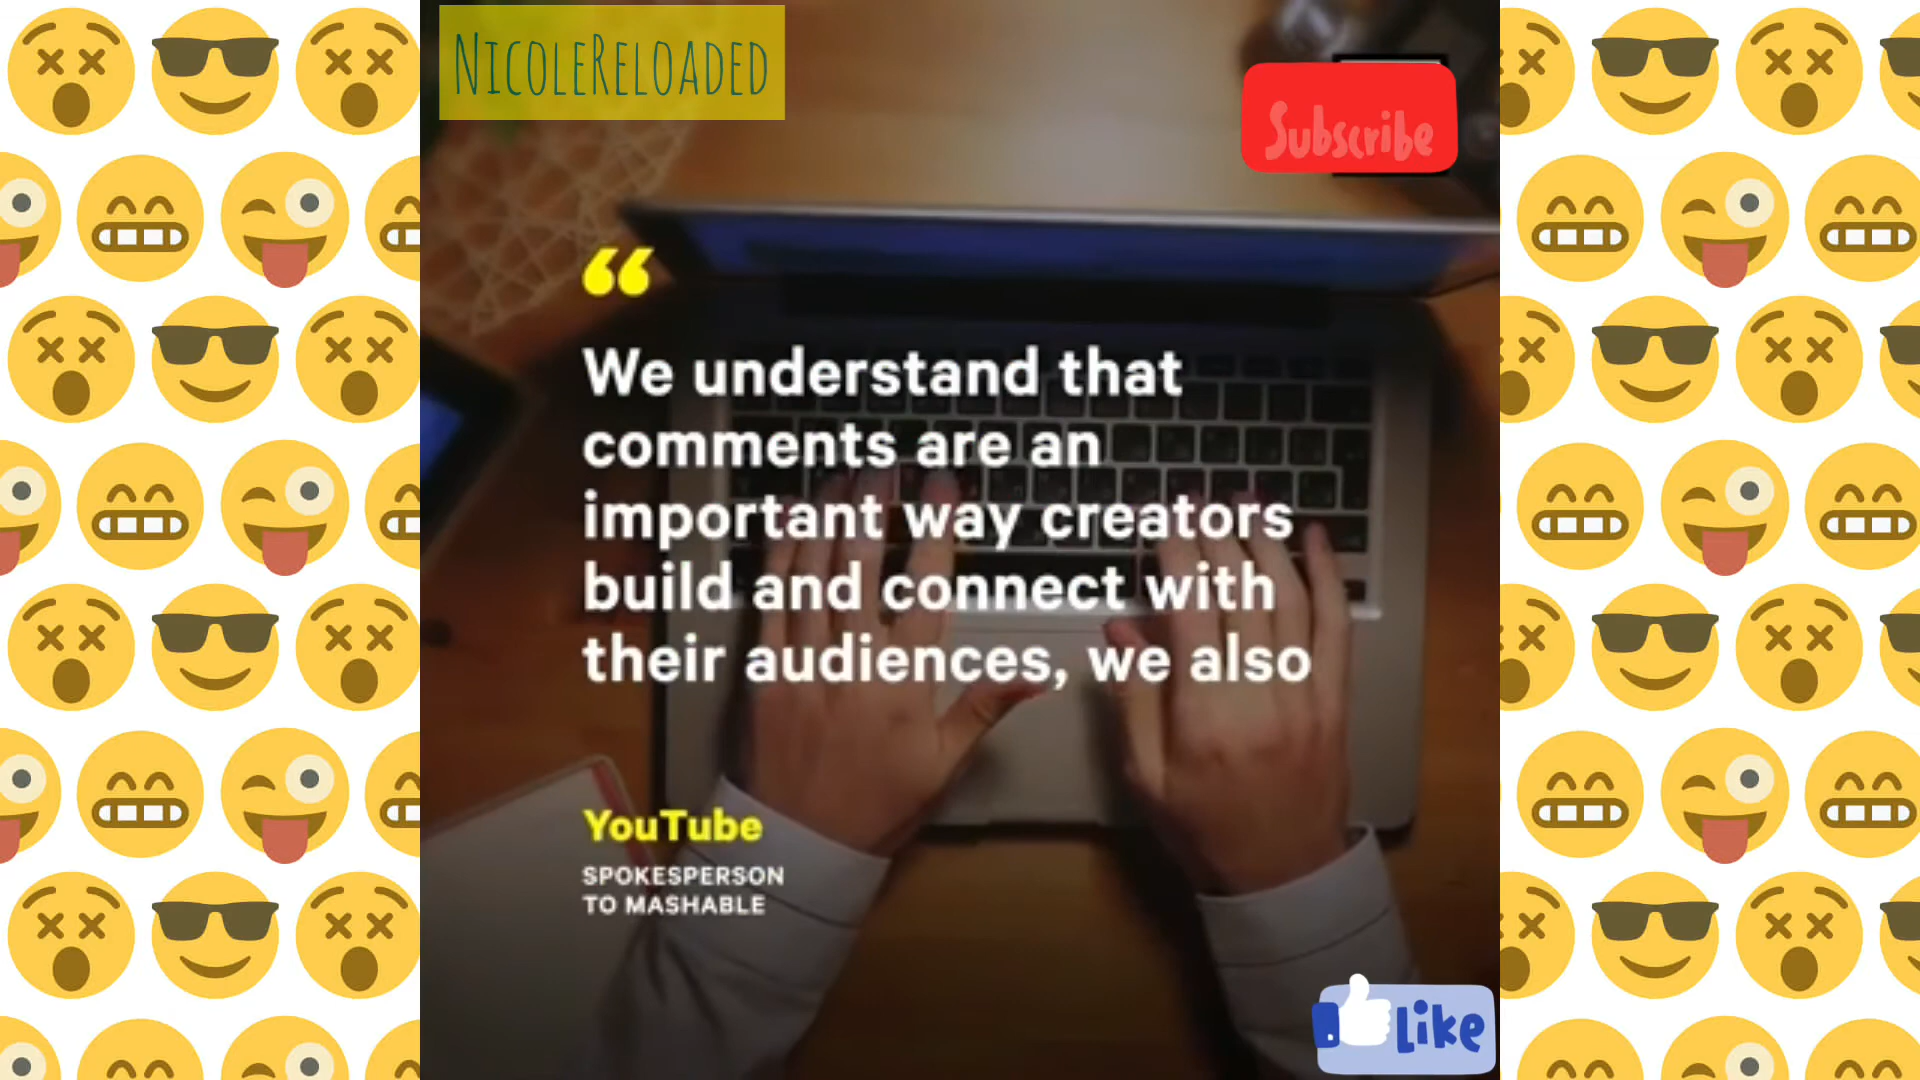 NicoleReloaded
Subscribe
“
We understand that
comments are an
important way creators
build and connect with
their audiences, we also
YouTube
SPOKESPERSON
TO MASHABLE
Like